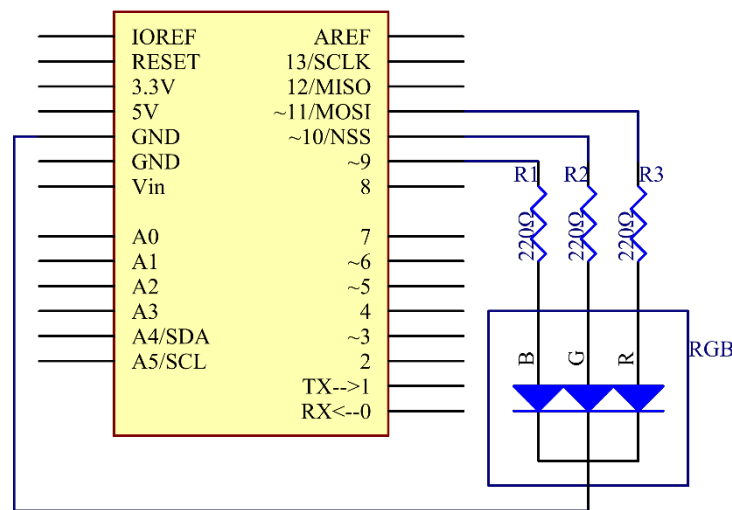 IOREF
RESET
3.3V
5V
GND
GND
Vin
A0
A1
A2
A3
A4/SDA
A5/SCL
AREF
13/SCLK
12/MISO
~11/MOSI
~10/NSS
~9
8
7
~6
~5
4
~3
2
TX-->1
RX<--0
R1
R2
R3
220Ω
220Ω
220Ω
B
G
R
RGB